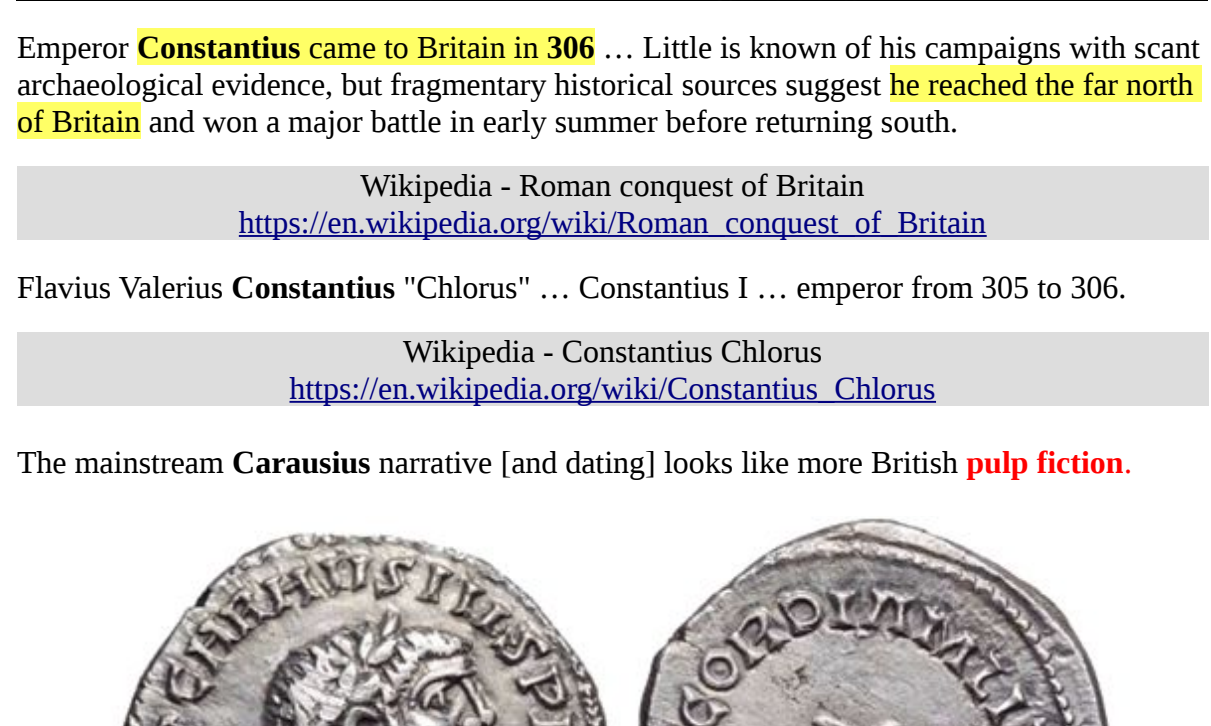 Emperor Constantius came to Britain in 306 … Little is known of his campaigns with scant
archaeological evidence, but fragmentary historical sources suggest he reached the far north
of Britain and won a major battle in early summer before returning south.
Wikipedia - Roman conquest of Britain
https://en.wikipedia.org/wiki/Roman_conquest_of_Britain
Flavius Valerius Constantius "Chlorus" … Constantius I … emperor from 305 to 306.
Wikipedia - Constantius Chlorus
https://en.wikipedia.org/wiki/Constantius_Chlorus
The mainstream Carausius narrative [and dating] looks like more British pulp fiction.